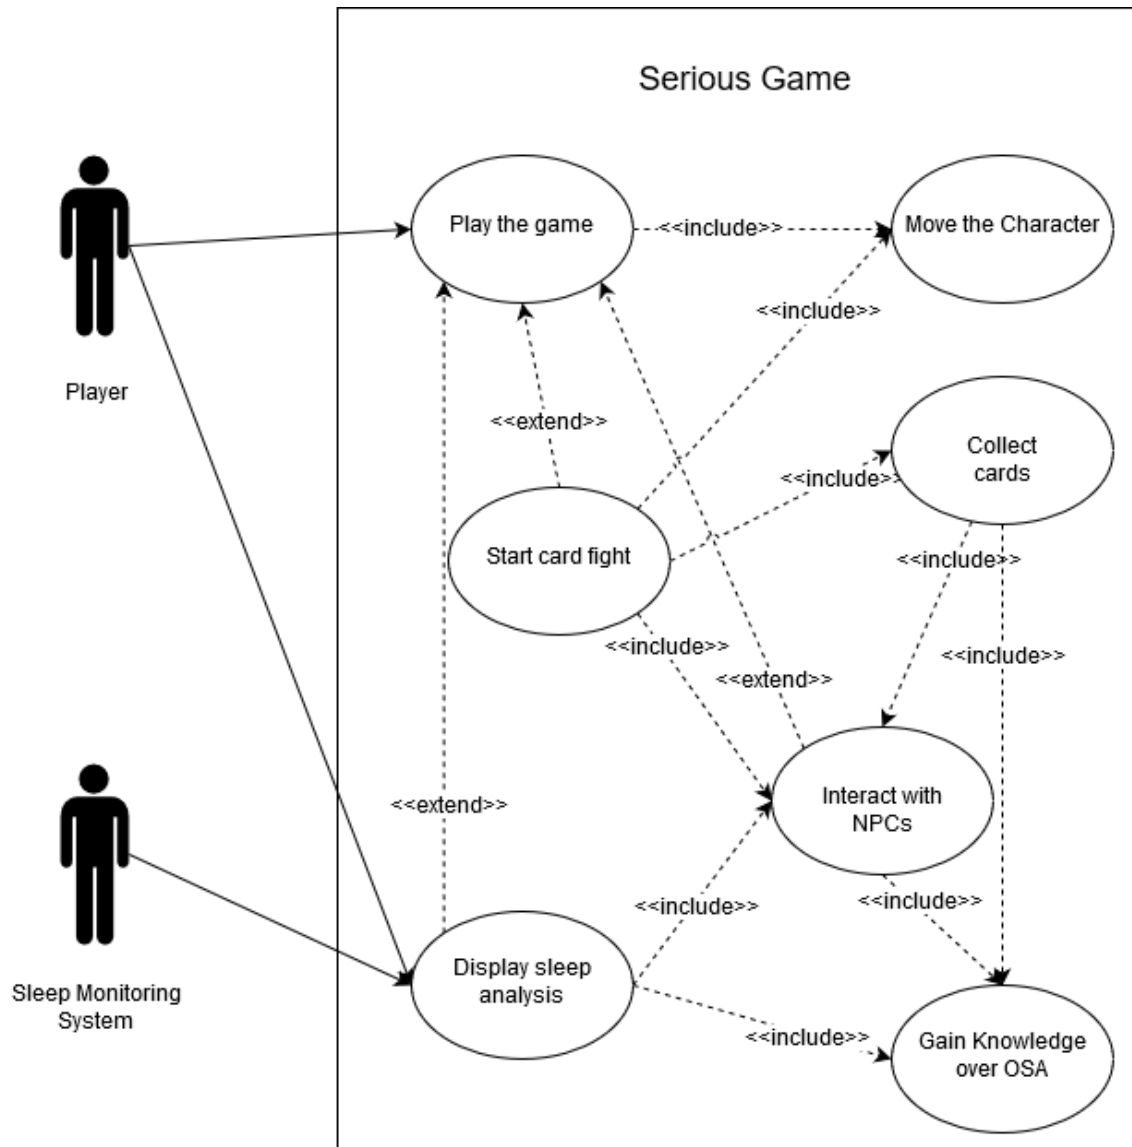 Serious Game
Play the game
<<include>>
Move the Character
<<include>>
Player
<<extend>>
Collect
cards
<<include>>
Start card fight
<<include>>
<<include>>
<<include>>
<<extend>>
Interact with
NPCs
<<extend>>
<<include>>
<<include>>
Display sleep
analysis
Sleep Monitoring
System
<<include>>
Gain Knowledge
over OSA